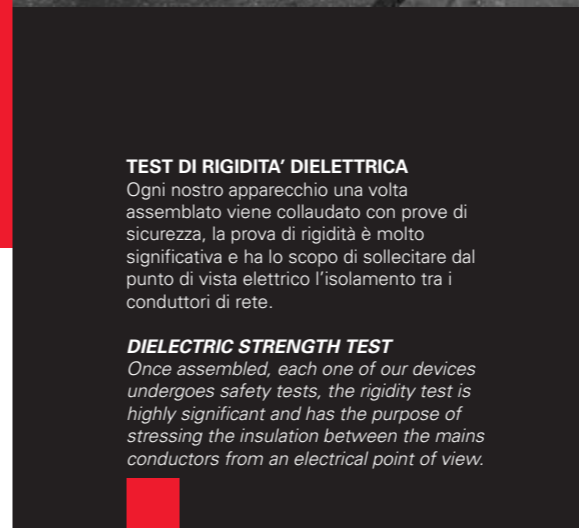 TEST DI RIGIDITA’ DIELETTRICA
Ogni nostro apparecchio una volta
assemblato viene collaudato con prove di
sicurezza, la prova di rigidità è molto
significativa e ha lo scopo di sollecitare dal
punto di vista elettrico l’isolamento tra i
conduttori di rete.
DIELECTRIC STRENGTH TEST
Once assembled, each one of our devices
undergoes safety tests, the rigidity test is
highly significant and has the purpose of
stressing the insulation between the mains
conductors from an electrical point of view.